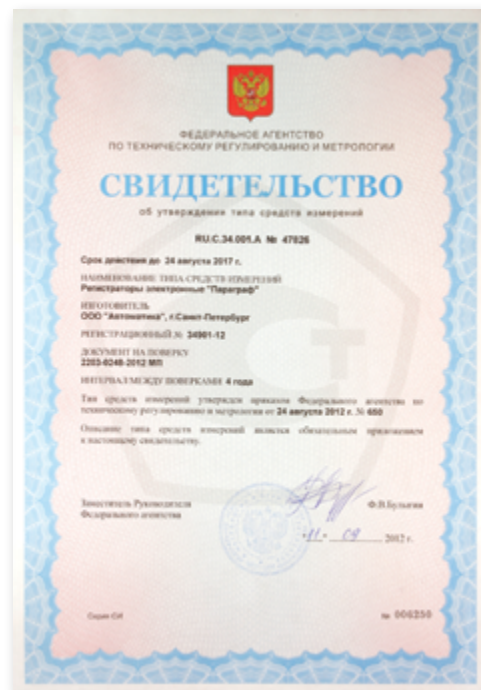 ФЕДЕРАЛЬНОЕ АГЕНТСТВО
ПО ТЕХНИЧЕСКОМУ РЕГУЛИРОВАНИЮ И МЕТРОЛОГИИ
СВИДЕТЕЛЬСТВО
об утверждении типа средств измерений
RU.C.34.001.A № 47826
Срок действия до 24 августа 2017 г.
НАИМЕНОВАНИЕ ТИПА СРЕДСТВ ИЗМЕРЕНИЙ
Регистраторы электронные "Параграф"
ИЗГОТОВИТЕЛЬ
ООО "Автоматика", г.Санкт-Петербург
РЕГИСТРАЦИОННЫЙ № 34901-12
ДОКУМЕНТ НА ПОВЕРКУ
2203-0248-2012 МП
ИНТЕРВАЛ МЕЖДУ ПОВЕРКАМИ 4 года
Тип средств измерений утвержден приказом Федерального агентства по
техническому регулированию и метрологии от 24 августа 2012 г. № 650
Описание типа средств измерений является обязательным приложением
к настоящему свидетельству.
Заместитель Руководителя
Федерального агентства
Ф.В.Булыгин
"11" 09 2012 г.
Серия СИ
№ 006250